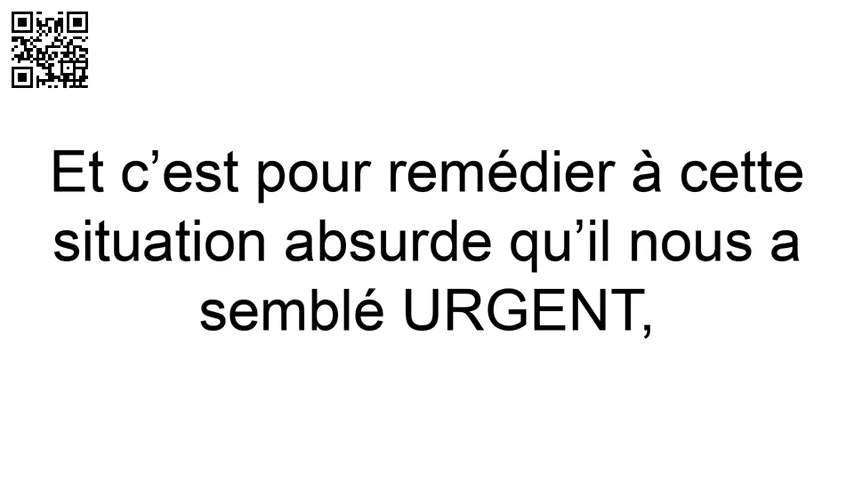 Et c’est pour remédier à cette
situation absurde qu’il nous a
semblé URGENT,